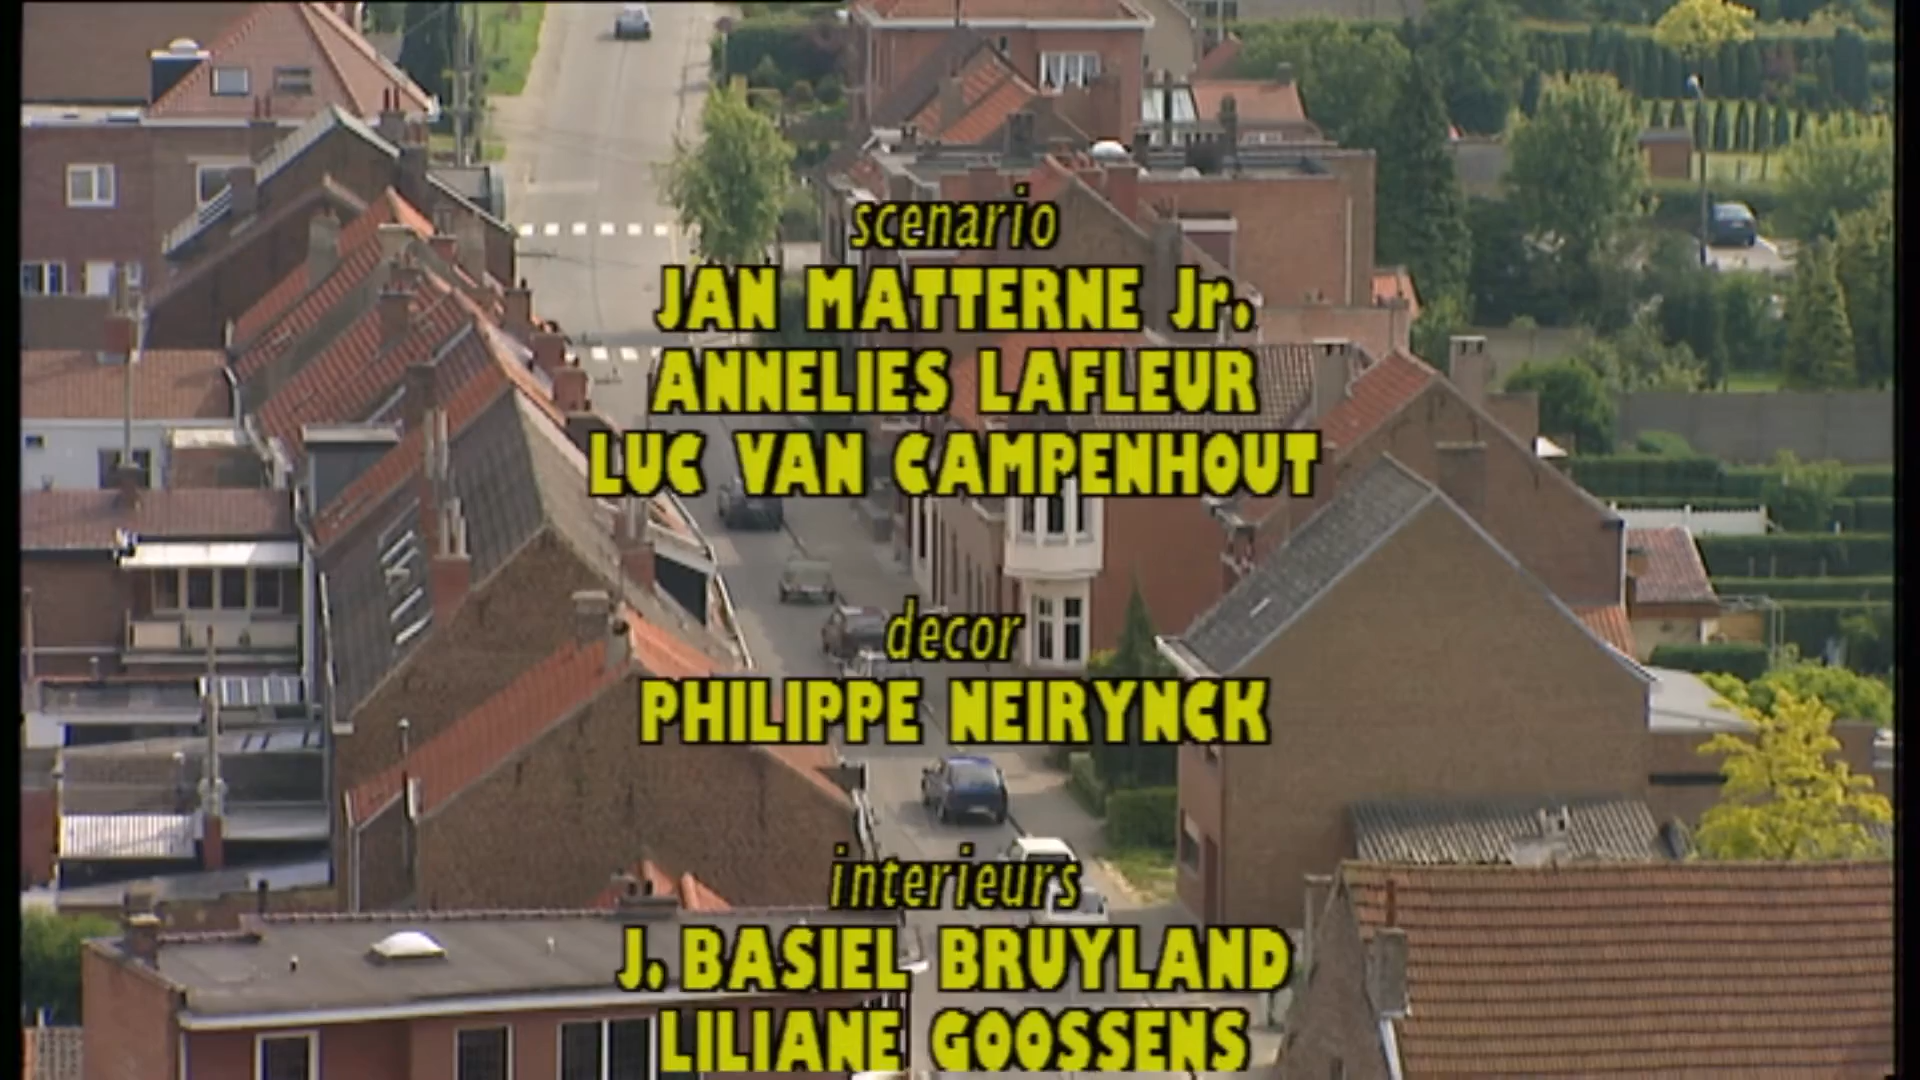 scenario
JAN MATTERNE Jr.
ANNELIES LAFLEUR
LUC VAN CAMPENHOUT
decor
PHILIPPE NEIRYNCK
interieurs
J. BASIEL BRUYLAND
LILIANE GOOSSENS